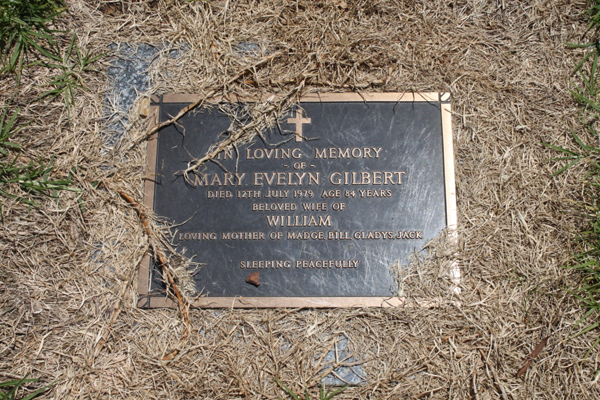 IN LOVING MEMORY
- OF -
MARY EVELYN GILBERT
DIED 12TH JULY 1979 AGE 84 YEARS
BELOVED WIFE OF
WILLIAM
LOVING MOTHER OF MADGE, BILL, GLADYS, JACK
SLEEPING PEACEFULLY